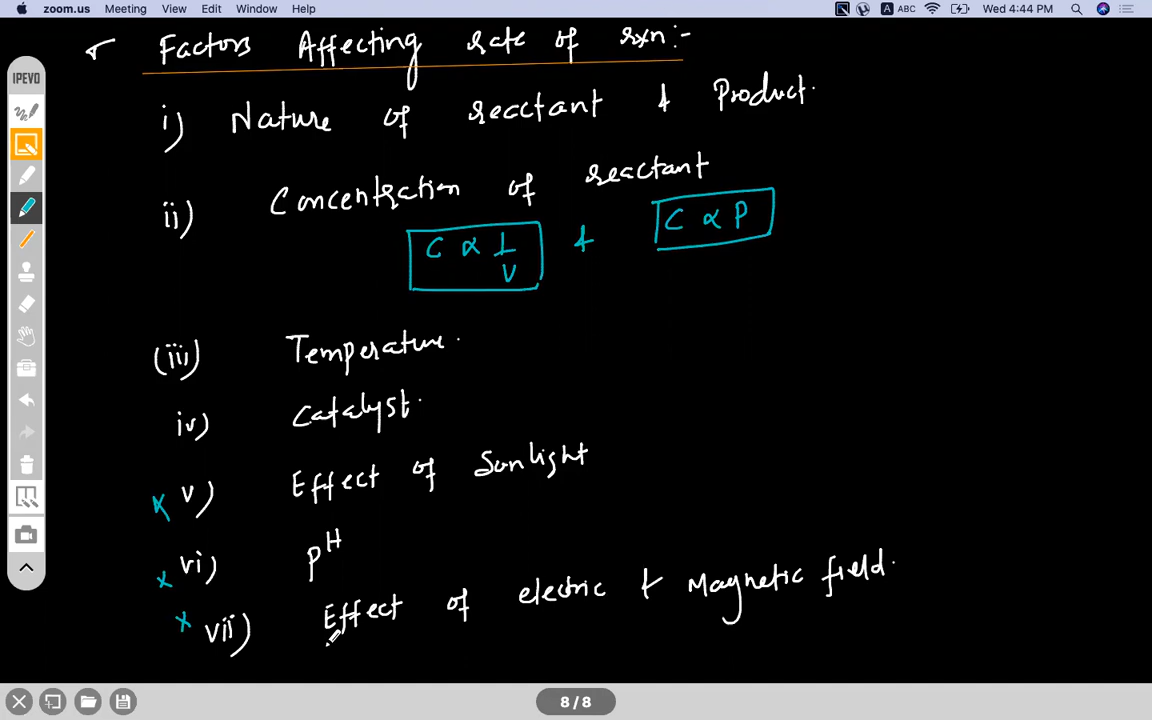 zoom.us Meeting View Edit Window Help A ABC Wed 4:44 PM
IPEVO
Factors Affecting rate of rxn:-
i) Nature of reactant & Product.
ii) Concentration of reactant
C ∝ 1/V & C ∝ P
(iii) Temperature.
iv) Catalyst.
x v) Effect of Sunlight
x vi) pH
x vii) Effect of electric & Magnetic field.
8 / 8